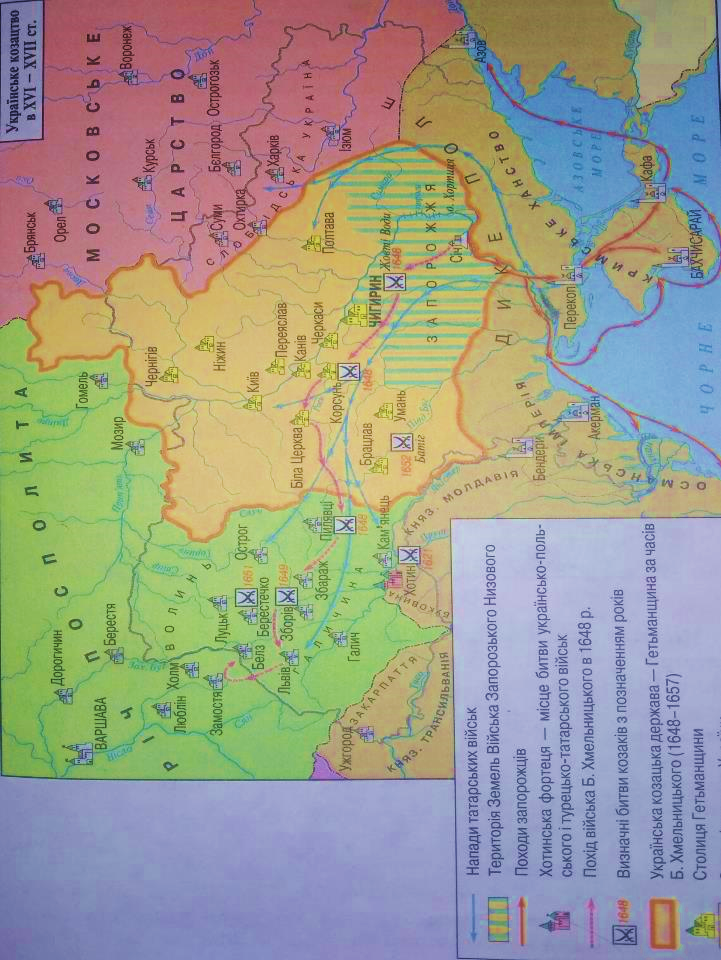 Українське козацтво
в XVI – XVII ст.
МОСКОВСЬКЕ
ЦАРСТВО
Брянськ
Орел
Курськ
Воронеж
Суми
Охтирка
Бєлгород
Острогозьк
Харків
Ізюм
СЛОБІДСЬКА УКРАЇНА
Дон
РІЧ ПОСПОЛИТА
Гомель
Мозир
Дорогичин
Берестя
ВАРШАВА
Люблін
Холм
Замостя
Белз
Львів
Луцьк
Берестечко
1651
Острог
Зборів
1649
Збараж
Галич
ВОЛИНЬ
ГАЛИЧИНА
Пилявці
1648
Кам'янець
Хотин
1621
Чернігів
Ніжин
Київ
Переяслав
Канів
Черкаси
Полтава
ЧИГИРИН
Жовті Води
1648
Корсунь
1648
Біла Церква
Умань
Брацлав
Батіг
1652
ЗАПОРОЖЖЯ
Січ
о. Хортиця
ДИКЕ ПОЛЕ
Азов
АЗОВСЬКЕ
МОРЕ
КРИМСЬКЕ ХАНСТВО
КРИМ
Кафа
БАХЧИСАРАЙ
Перекоп
ЧОРНЕ МОРЕ
Бендери
Акерман
ОСМАНСЬКА ІМПЕРІЯ
КНЯЗ. МОЛДАВІЯ
БУКОВИНА
ЗАКАРПАТТЯ
Ужгород
КНЯЗ. ТРАНСИЛЬВАНІЯ
Напади татарських військ
Територія Земель Війська Запорозького Низового
Походи запорожців
Хотинська фортеця — місце битви українсько-поль-
ського і турецько-татарського військ
Похід війська Б. Хмельницького в 1648 р.
1648
Визначні битви козаків з позначенням років
Українська козацька держава — Гетьманщина за часів
Б. Хмельницького (1648–1657)
Столиця Гетьманщини